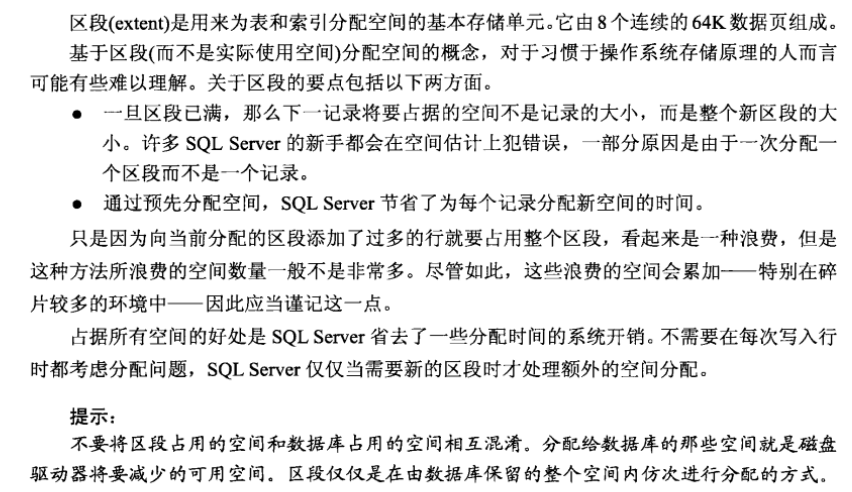 区段(extent)是用来为表和索引分配空间的基本存储单元。它由8个连续的64K数据页组成。
基于区段(而不是实际使用空间)分配空间的概念，对于习惯于操作系统存储原理的人而言
可能有些难以理解。关于区段的要点包括以下两方面。
● 一旦区段已满，那么下一记录将要占据的空间不是记录的大小，而是整个新区段的大
小。许多 SQL Server 的新手都会在空间估计上犯错误，一部分原因是由于一次分配一
个区段而不是一个记录。
● 通过预先分配空间，SQL Server 节省了为每个记录分配新空间的时间。
只是因为向当前分配的区段添加了过多的行就要占用整个区段，看起来是一种浪费，但是
这种方法所浪费的空间数量一般不是非常多。尽管如此，这些浪费的空间会累加——特别在碎
片较多的环境中——因此应当谨记这一点。
占据所有空间的好处是 SQL Server 省去了一些分配时间的系统开销。不需要在每次写入行
时都考虑分配问题，SQL Server 仅仅当需要新的区段时才处理额外的空间分配。
提示：
不要将区段占用的空间和数据库占用的空间相互混淆。分配给数据库的那些空间就是磁盘
驱动器将要减少的可用空间。区段仅仅是在由数据库保留的整个空间内仿次进行分配的方式。